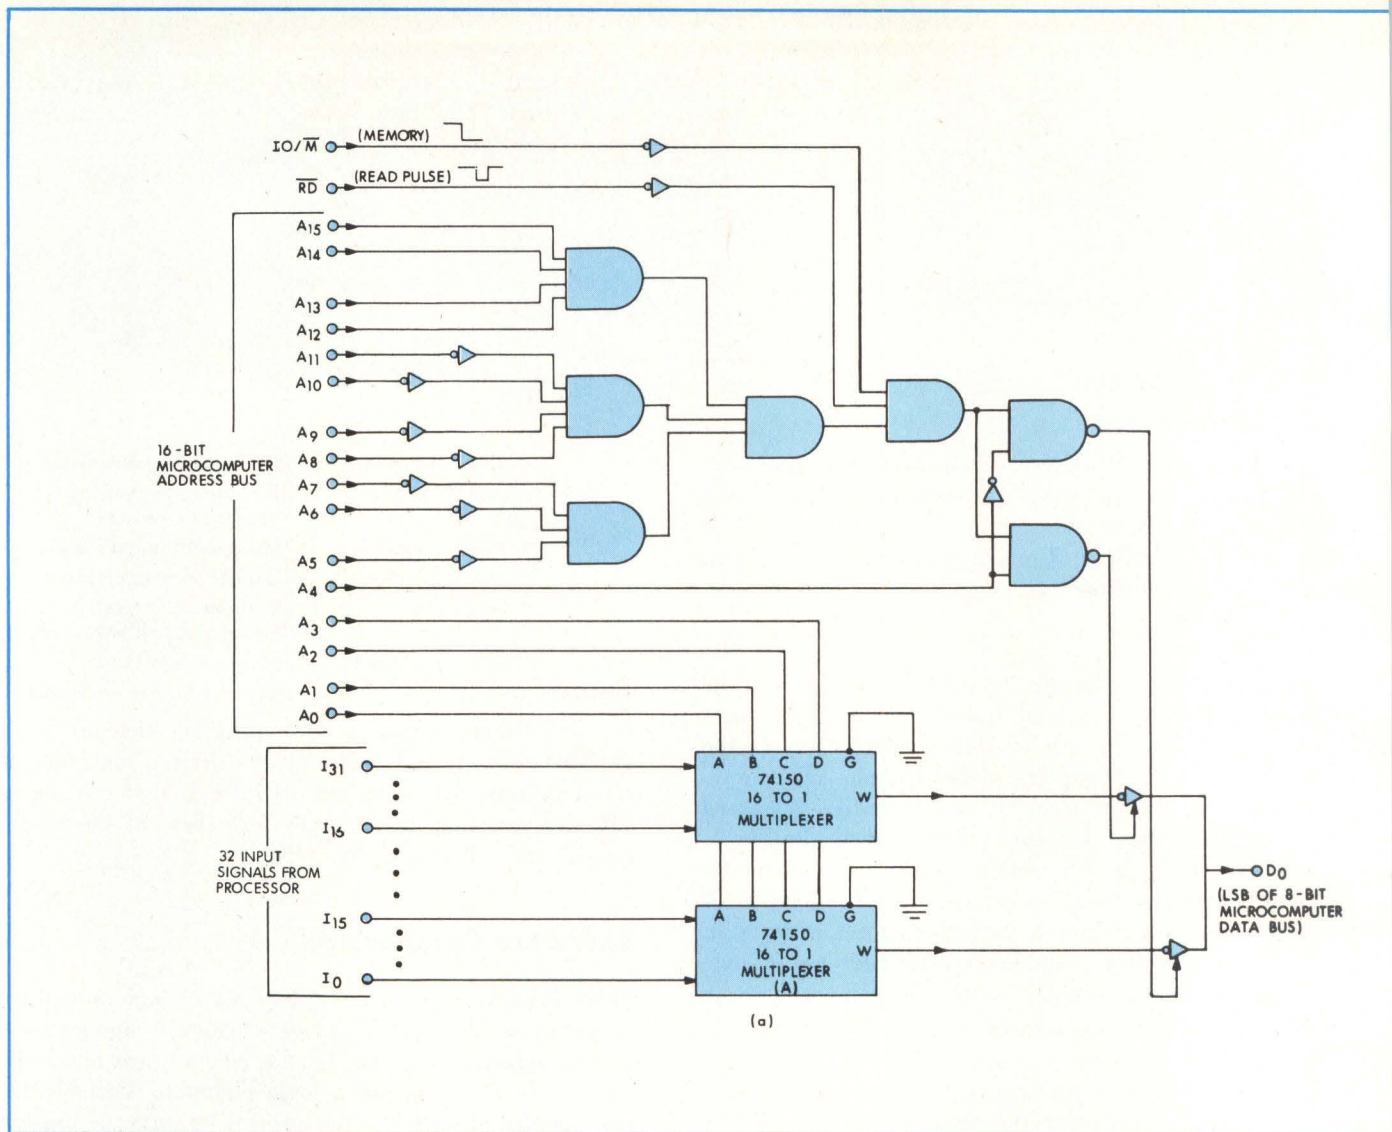 IO/M̅ (MEMORY)
R̅D̅ (READ PULSE)
A15
A14
A13
A12
A11
A10
A9
A8
A7
A6
A5
A4
A3
A2
A1
A0
16-BIT
MICROCOMPUTER
ADDRESS BUS
I31
I16
I15
I0
32 INPUT
SIGNALS FROM
PROCESSOR
A B C D G
74150
16 TO 1
MULTIPLEXER
W
A B C D G
74150
16 TO 1
MULTIPLEXER
(A)
W
D0
(LSB OF 8-BIT
MICROCOMPUTER
DATA BUS)
(a)